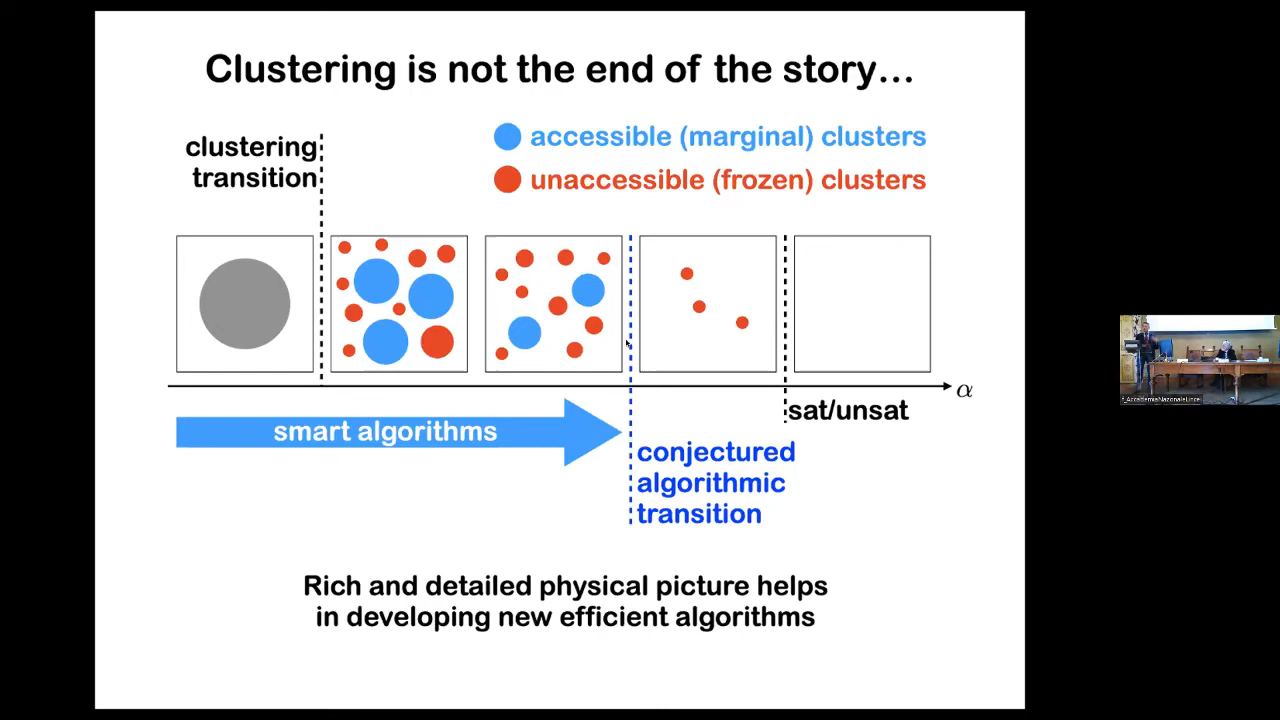 Clustering is not the end of the story…
clustering
transition
accessible (marginal) clusters
unaccessible (frozen) clusters
α
smart algorithms
sat/unsat
conjectured
algorithmic
transition
Rich and detailed physical picture helps
in developing new efficient algorithms